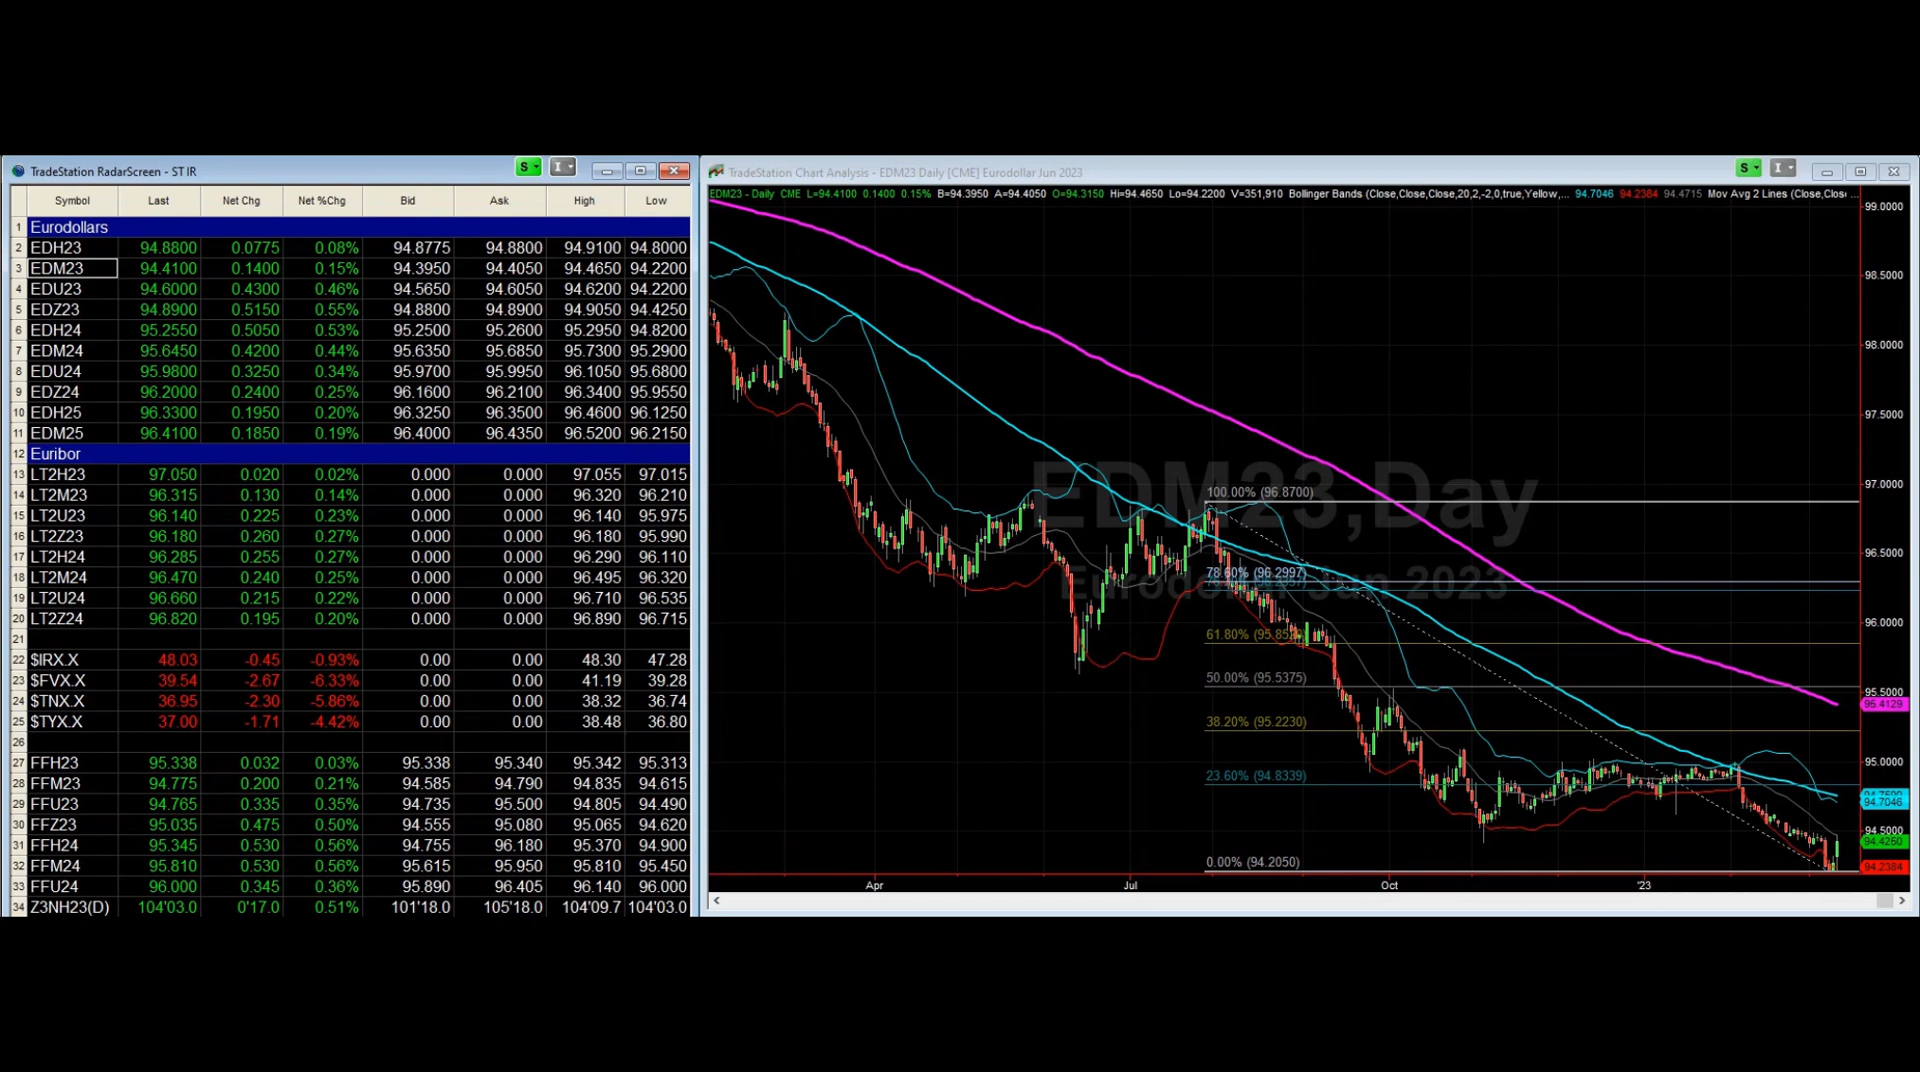 TradeStation RadarScreen - ST IR
S
I
Symbol Last Net Chg Net %Chg Bid Ask High Low
1 Eurodollars
2 EDH23 94.8800 0.0775 0.08% 94.8775 94.8800 94.9100 94.8000
3 EDM23 94.4100 0.1400 0.15% 94.3950 94.4050 94.4650 94.2200
4 EDU23 94.6000 0.4300 0.46% 94.5650 94.6050 94.6200 94.2200
5 EDZ23 94.8900 0.5150 0.55% 94.8800 94.8900 94.9050 94.4250
6 EDH24 95.2550 0.5050 0.53% 95.2500 95.2600 95.2950 94.8200
7 EDM24 95.6450 0.4200 0.44% 95.6350 95.6850 95.7300 95.2900
8 EDU24 95.9800 0.3250 0.34% 95.9700 95.9950 96.1050 95.6800
9 EDZ24 96.2000 0.2400 0.25% 96.1600 96.2100 96.3400 95.9550
10 EDH25 96.3300 0.1950 0.20% 96.3250 96.3500 96.4600 96.1250
11 EDM25 96.4100 0.1850 0.19% 96.4000 96.4350 96.5200 96.2150
12 Euribor
13 LT2H23 97.050 0.020 0.02% 0.000 0.000 97.055 97.015
14 LT2M23 96.315 0.130 0.14% 0.000 0.000 96.320 96.210
15 LT2U23 96.140 0.225 0.23% 0.000 0.000 96.140 95.975
16 LT2Z23 96.180 0.260 0.27% 0.000 0.000 96.180 95.990
17 LT2H24 96.285 0.255 0.27% 0.000 0.000 96.290 96.110
18 LT2M24 96.470 0.240 0.25% 0.000 0.000 96.495 96.320
19 LT2U24 96.660 0.215 0.22% 0.000 0.000 96.710 96.535
20 LT2Z24 96.820 0.195 0.20% 0.000 0.000 96.890 96.715
21
22 $IRX.X 48.03 -0.45 -0.93% 0.00 0.00 48.30 47.28
23 $FVX.X 39.54 -2.67 -6.33% 0.00 0.00 41.19 39.28
24 $TNX.X 36.95 -2.30 -5.86% 0.00 0.00 38.32 36.74
25 $TYX.X 37.00 -1.71 -4.42% 0.00 0.00 38.48 36.80
26
27 FFH23 95.338 0.032 0.03% 95.338 95.340 95.342 95.313
28 FFM23 94.775 0.200 0.21% 94.585 94.790 94.835 94.615
29 FFU23 94.765 0.335 0.35% 94.735 95.500 94.805 94.490
30 FFZ23 95.035 0.475 0.50% 94.555 95.080 95.065 94.620
31 FFH24 95.345 0.530 0.56% 94.755 96.180 95.370 94.900
32 FFM24 95.810 0.530 0.56% 95.615 95.950 95.810 95.450
33 FFU24 96.000 0.345 0.36% 95.890 96.405 96.140 96.000
34 Z3NH23(D) 104'03.0 0'17.0 0.51% 101'18.0 105'18.0 104'09.7 104'03.0
TradeStation Chart Analysis - EDM23 Daily [CME] Eurodollar Jun 2023
S
I
EDM23 - Daily CME L=94.4100 0.1400 0.15% B=94.3950 A=94.4050 O=94.3150 Hi=94.4650 Lo=94.2200 V=351,910 Bollinger Bands (Close,Close,Close,20,2,-2,0,true,Yellow,... 94.7046 94.2384 94.4715 Mov Avg 2 Lines (Close,Close ...
EDM23,Day
Eurodollar Jun 2023
100.00% (96.8700)
78.60% (96.2997)
61.80% (95.852
50.00% (95.5375)
38.20% (95.2230)
23.60% (94.8339)
0.00% (94.2050)
99.0000
98.5000
98.0000
97.5000
97.0000
96.5000
96.0000
95.5000
95.4129
95.0000
94.7046
94.5000
94.4250
94.2384
Apr Jul Oct '23